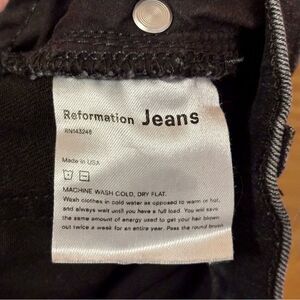 Reformation Jeans
RN143246
Made in USA
MACHINE WASH COLD, DRY FLAT.
Wash clothes in cold water as opposed to warm or hot,
and always wait until you have a full load. You will save
the same amount of energy used to get your hair blown
out twice a week for an entire year. Pass the round brush.